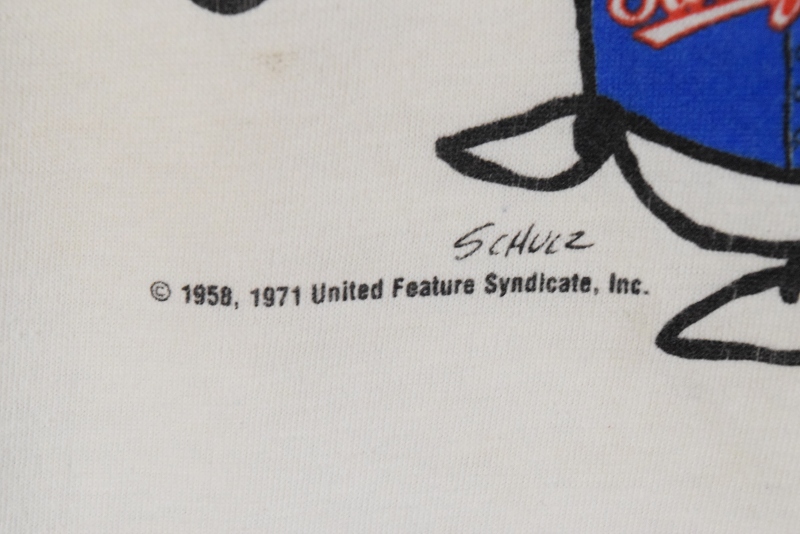 SCHULZ
© 1958, 1971 United Feature Syndicate, Inc.